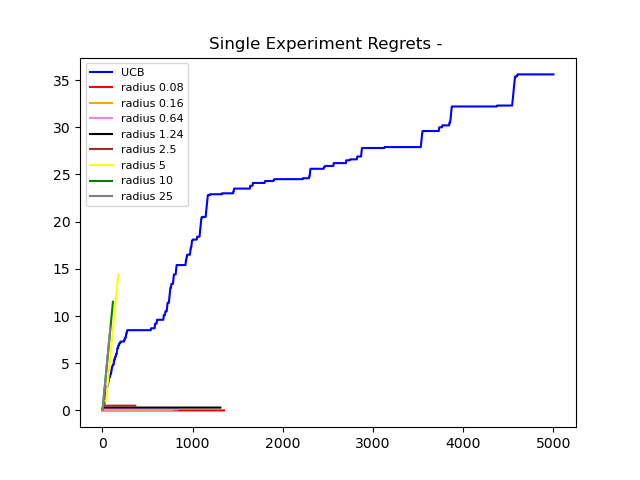 Single Experiment Regrets -
UCB
radius 0.08
radius 0.16
radius 0.64
radius 1.24
radius 2.5
radius 5
radius 10
radius 25
35
30
25
20
15
10
5
0
0 1000 2000 3000 4000 5000